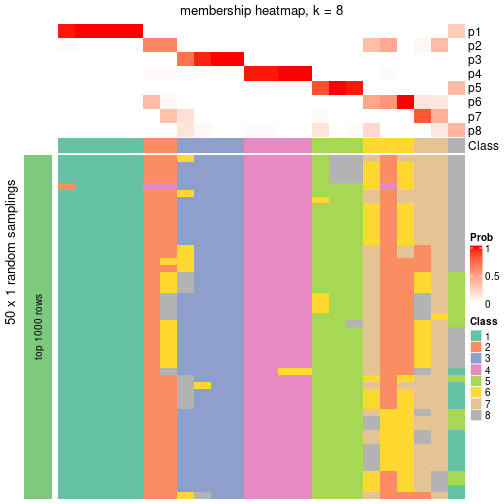 membership heatmap, k = 8
p1
p2
p3
p4
p5
p6
p7
p8
Class
50 x 1 random samplings
top 1000 rows
Prob
1
0.5
0
Class
1
2
3
4
5
6
7
8